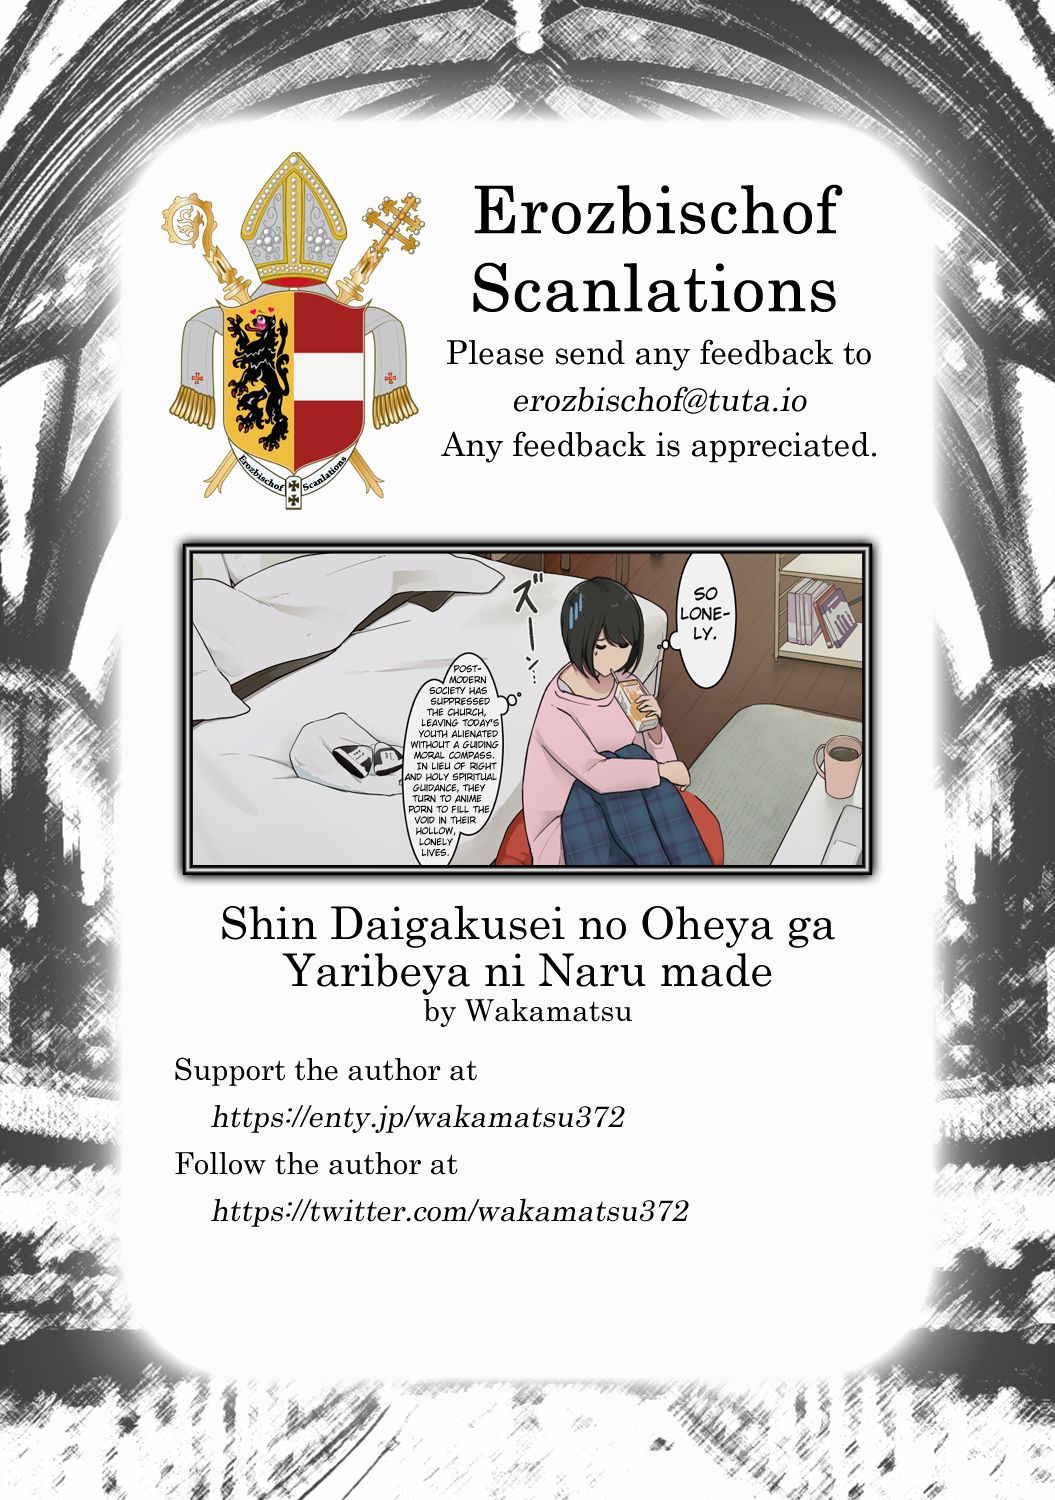 Erozbischof
Scanlations
Please send any feedback to
erozbischof@tuta.io
Any feedback is appreciated.
Erozbischof Scanlations
ズーン...
SO
LONE-
LY.
POST-
MODERN
SOCIETY HAS
SUPPRESSED
THE CHURCH,
LEAVING TODAY'S
YOUTH ALIENATED
WITHOUT A GUIDING
MORAL COMPASS.
IN LIEU OF RIGHT
AND HOLY SPIRITUAL
GUIDANCE, THEY
TURN TO ANIME
PORN TO FILL THE
VOID IN THEIR
HOLLOW,
LONELY
LIVES.
Shin Daigakusei no Oheya ga
Yaribeya ni Naru made
by Wakamatsu
Support the author at
https://enty.jp/wakamatsu372
Follow the author at
https://twitter.com/wakamatsu372